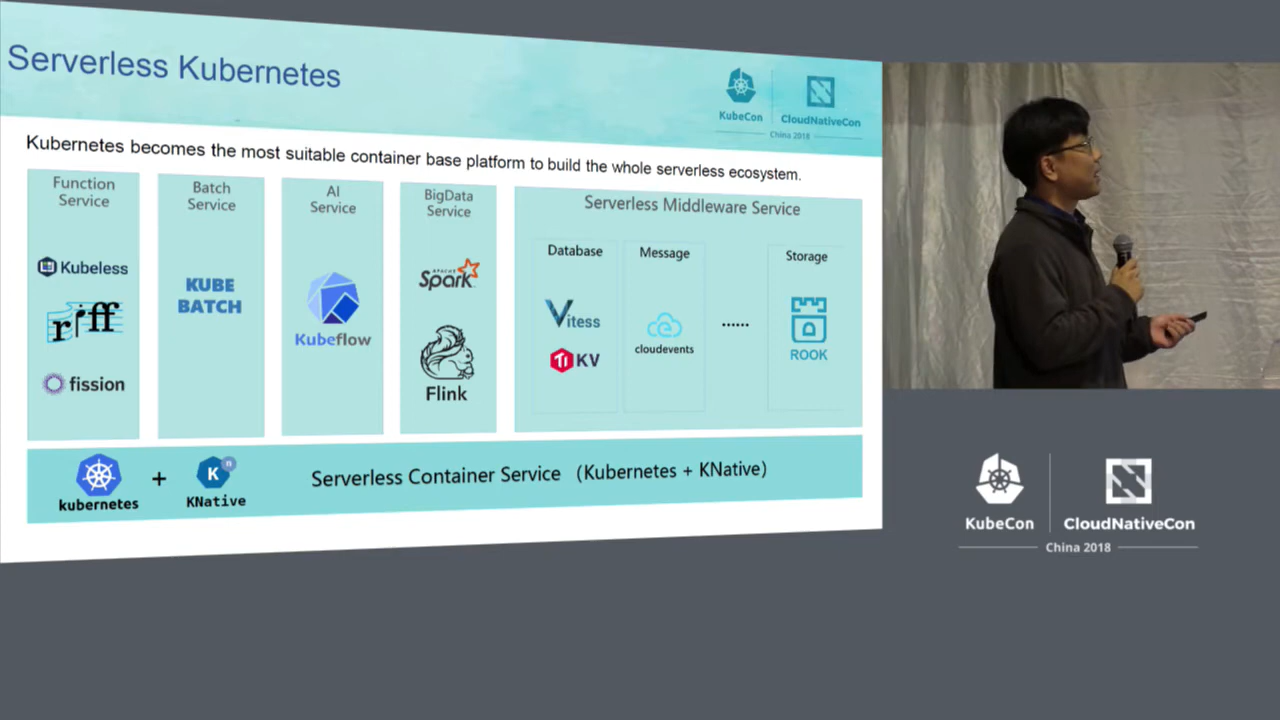 Serverless Kubernetes
KubeCon
CloudNativeCon
China 2018
Kubernetes becomes the most suitable container base platform to build the whole serverless ecosystem.
Function
Service
Kubeless
riff
fission
Batch
Service
KUBE
BATCH
AI
Service
Kubeflow
BigData
Service
APACHE
Spark
Flink
Serverless Middleware Service
Database
Vitess
TiKV
Message
cloudevents
......
Storage
ROOK
kubernetes
+
K
n
KNative
Serverless Container Service （Kubernetes + KNative）
KubeCon
CloudNativeCon
China 2018